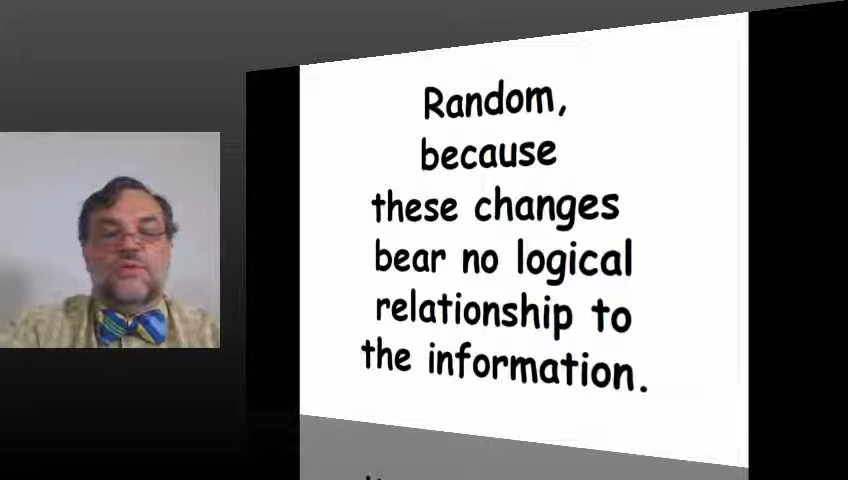 Random,
because
these changes
bear no logical
relationship to
the information.